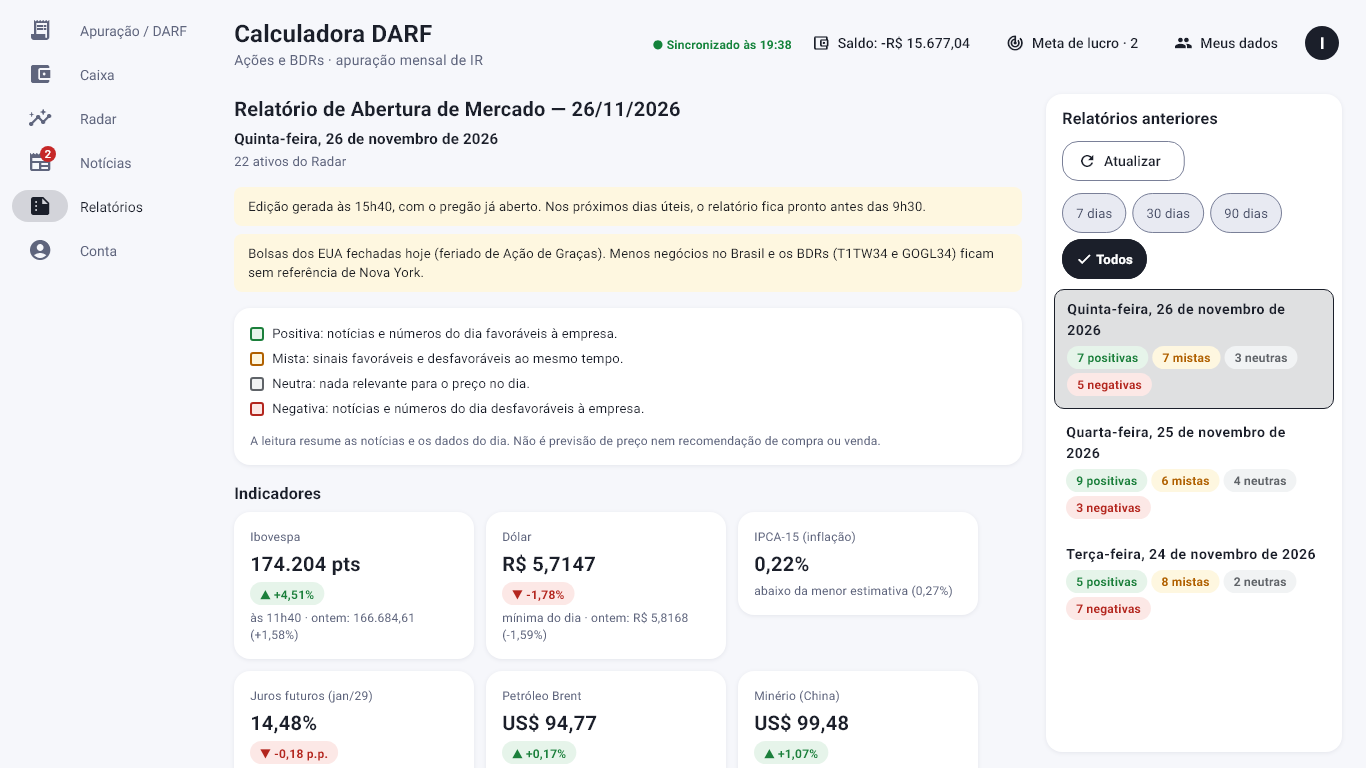 Apuração / DARF
Caixa
Radar
2
Notícias
Relatórios
Conta
Calculadora DARF
Ações e BDRs · apuração mensal de IR
Sincronizado às 19:38
Saldo: -R$ 15.677,04
Meta de lucro · 2
Meus dados
I
Relatório de Abertura de Mercado — 26/11/2026
Quinta-feira, 26 de novembro de 2026
22 ativos do Radar
Edição gerada às 15h40, com o pregão já aberto. Nos próximos dias úteis, o relatório fica pronto antes das 9h30.
Bolsas dos EUA fechadas hoje (feriado de Ação de Graças). Menos negócios no Brasil e os BDRs (T1TW34 e GOGL34) ficam
sem referência de Nova York.
Positiva: notícias e números do dia favoráveis à empresa.
Mista: sinais favoráveis e desfavoráveis ao mesmo tempo.
Neutra: nada relevante para o preço no dia.
Negativa: notícias e números do dia desfavoráveis à empresa.
A leitura resume as notícias e os dados do dia. Não é previsão de preço nem recomendação de compra ou venda.
Indicadores
Ibovespa
174.204 pts
▲ +4,51%
às 11h40 · ontem: 166.684,61
(+1,58%)
Dólar
R$ 5,7147
▼ -1,78%
mínima do dia · ontem: R$ 5,8168
(-1,59%)
IPCA-15 (inflação)
0,22%
abaixo da menor estimativa (0,27%)
Juros futuros (jan/29)
14,48%
▼ -0,18 p.p.
Petróleo Brent
US$ 94,77
▲ +0,17%
Minério (China)
US$ 99,48
▲ +1,07%
Relatórios anteriores
Atualizar
7 dias
30 dias
90 dias
Todos
Quinta-feira, 26 de novembro de
2026
7 positivas
7 mistas
3 neutras
5 negativas
Quarta-feira, 25 de novembro de
2026
9 positivas
6 mistas
4 neutras
3 negativas
Terça-feira, 24 de novembro de 2026
5 positivas
8 mistas
2 neutras
7 negativas